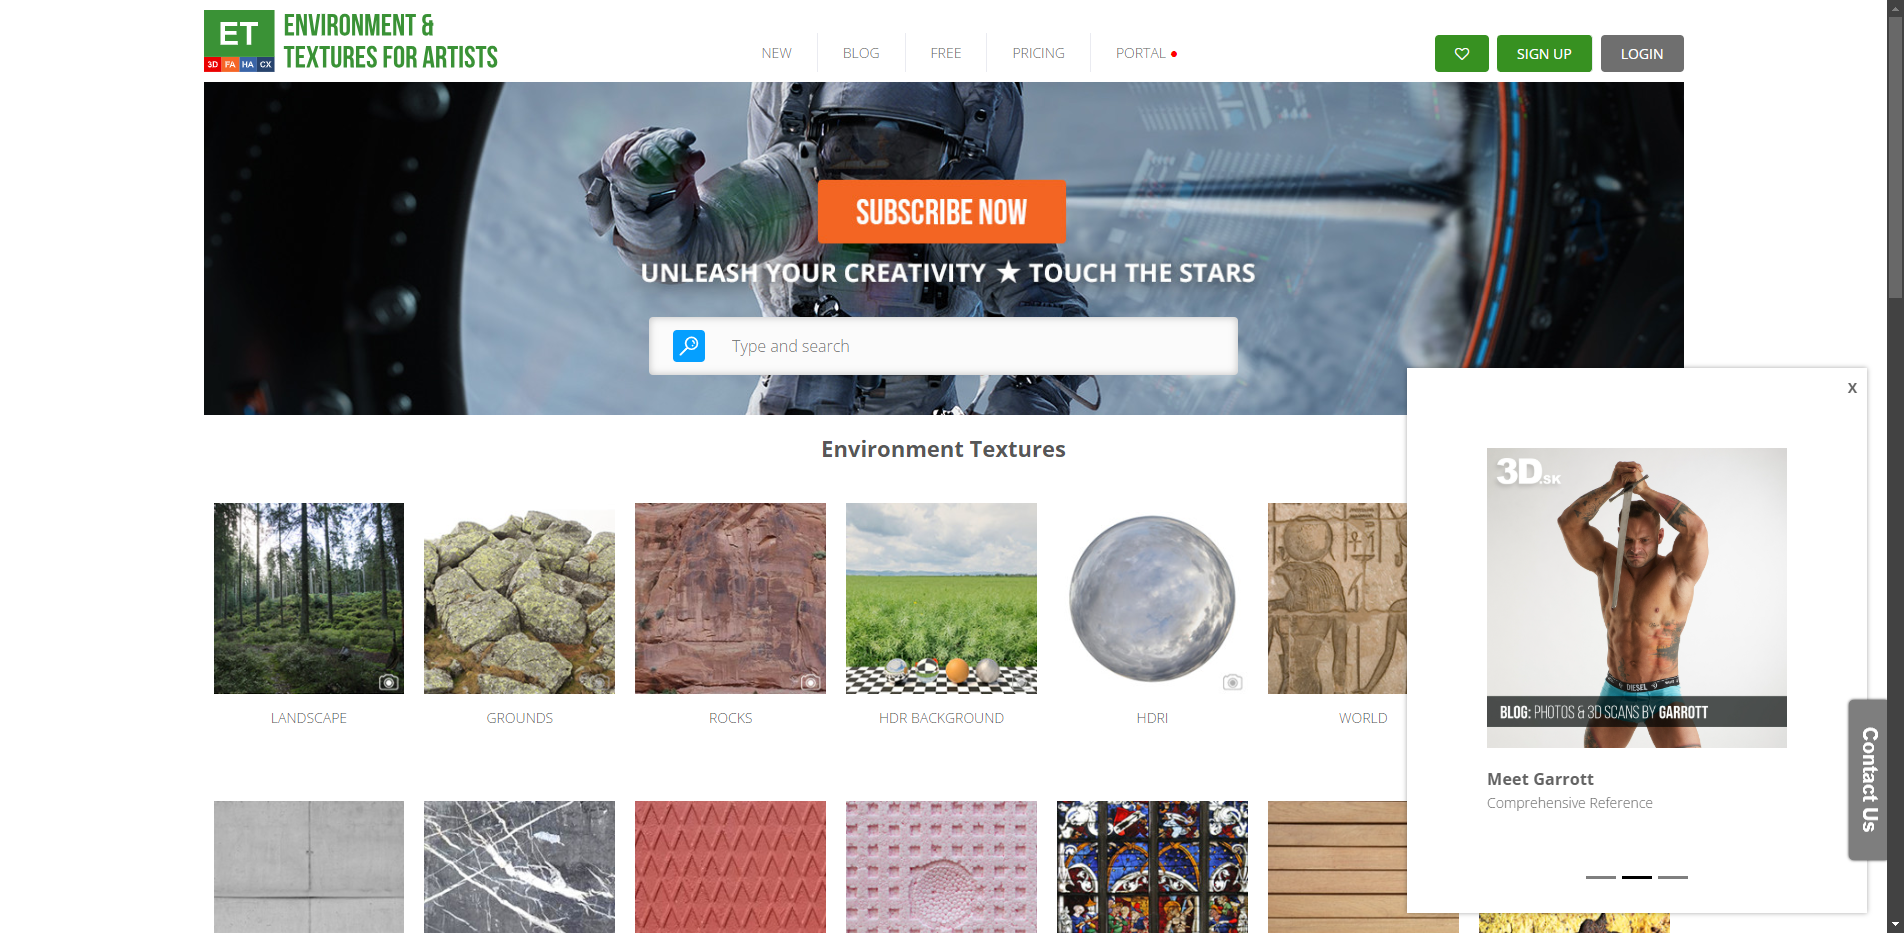 ET
ENVIRONMENT &
TEXTURES FOR ARTISTS
3D FA HA CX
NEW
BLOG
FREE
PRICING
PORTAL
SIGN UP
LOGIN
SUBSCRIBE NOW
UNLEASH YOUR CREATIVITY ★ TOUCH THE STARS
Type and search
Environment Textures
X
3D.SK
DIESEL
BLOG: PHOTOS & 3D SCANS BY GARROTT
Meet Garrott
Comprehensive Reference
Contact Us
LANDSCAPE
GROUNDS
ROCKS
HDR BACKGROUND
HDRI
WORLD